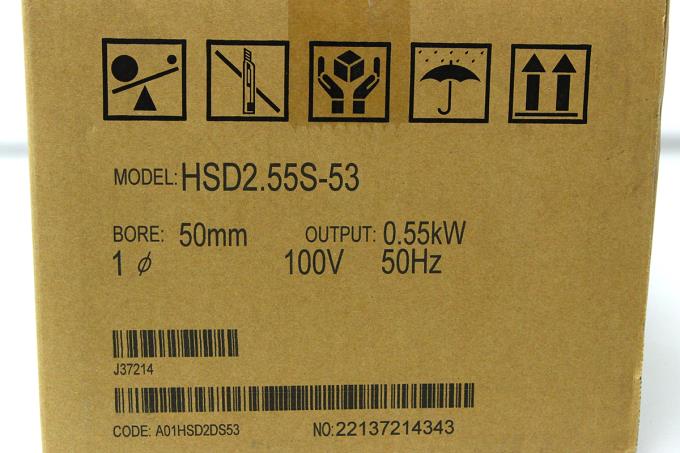 MODEL: HSD2.55S-53
BORE: 50mm OUTPUT: 0.55kW
1 ϕ 100V 50Hz
J37214
CODE: A01HSD2DS53 NO: 22137214343